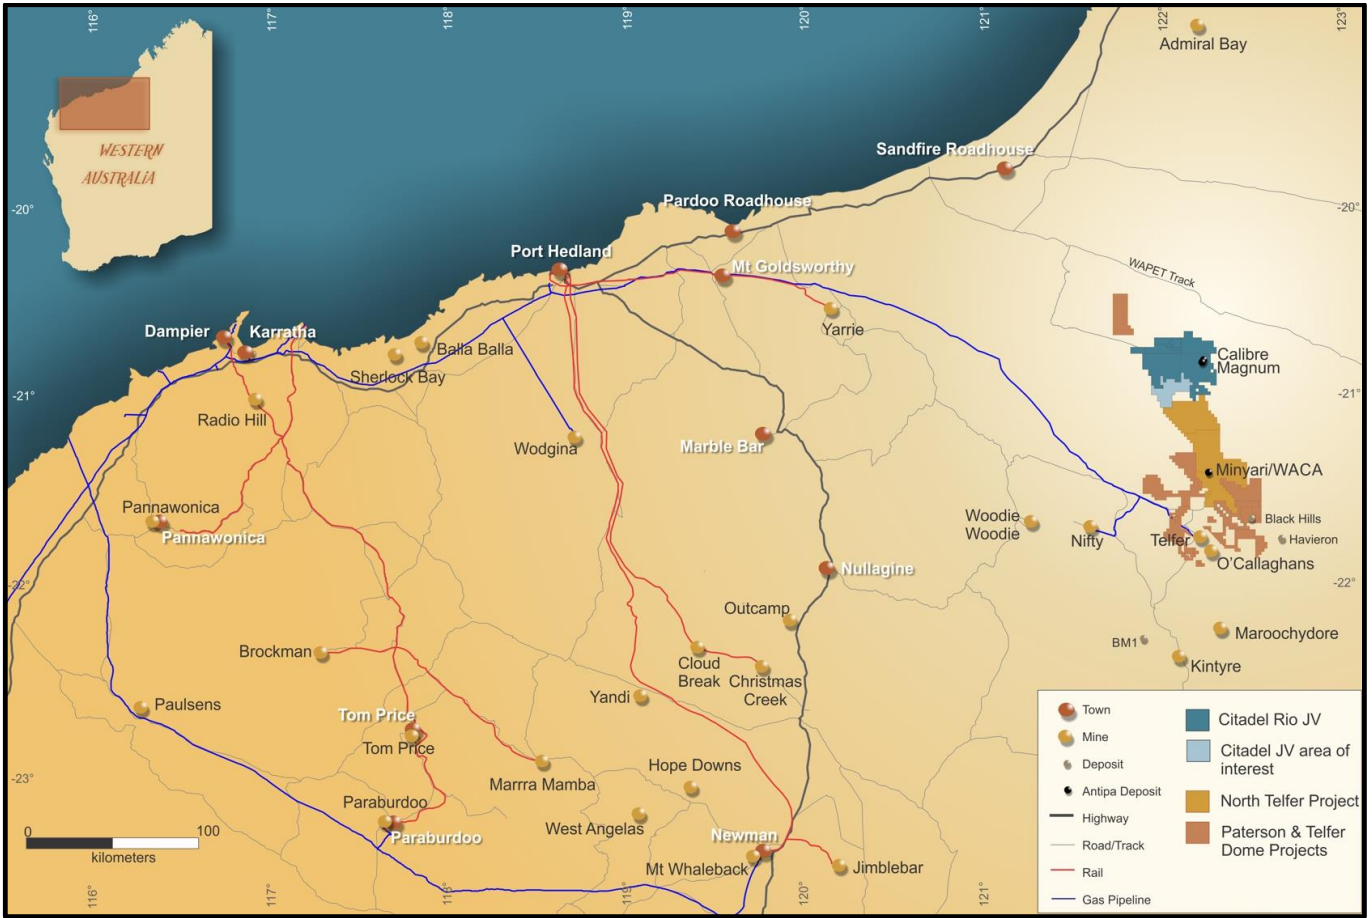 116°
117°
118°
119°
120°
121°
122°
123°
Admiral Bay
WESTERN
AUSTRALIA
Sandfire Roadhouse
-20°
-20°
Pardoo Roadhouse
Port Hedland
Mt Goldsworthy
WAPET Track
Dampier
Karratha
Yarrie
Balla Balla
Sherlock Bay
Calibre
Magnum
-21°
-21°
Radio Hill
Wodgina
Marble Bar
Minyari/WACA
Pannawonica
Pannawonica
Woodie
Woodie
Nifty
Black Hills
Telfer
Havieron
O'Callaghans
-22°
-22°
Nullagine
Outcamp
Maroochydore
BM1
Kintyre
Brockman
Cloud
Break
Christmas
Creek
Yandi
Paulsens
Tom Price
Tom Price
Marrra Mamba
Hope Downs
-23°
Paraburdoo
Paraburdoo
West Angelas
Newman
Mt Whaleback
Jimblebar
0
100
kilometers
116°
117°
118°
119°
120°
121°
Town
Mine
Deposit
Antipa Deposit
Highway
Road/Track
Rail
Gas Pipeline
Citadel Rio JV
Citadel JV area of
interest
North Telfer Project
Paterson & Telfer
Dome Projects